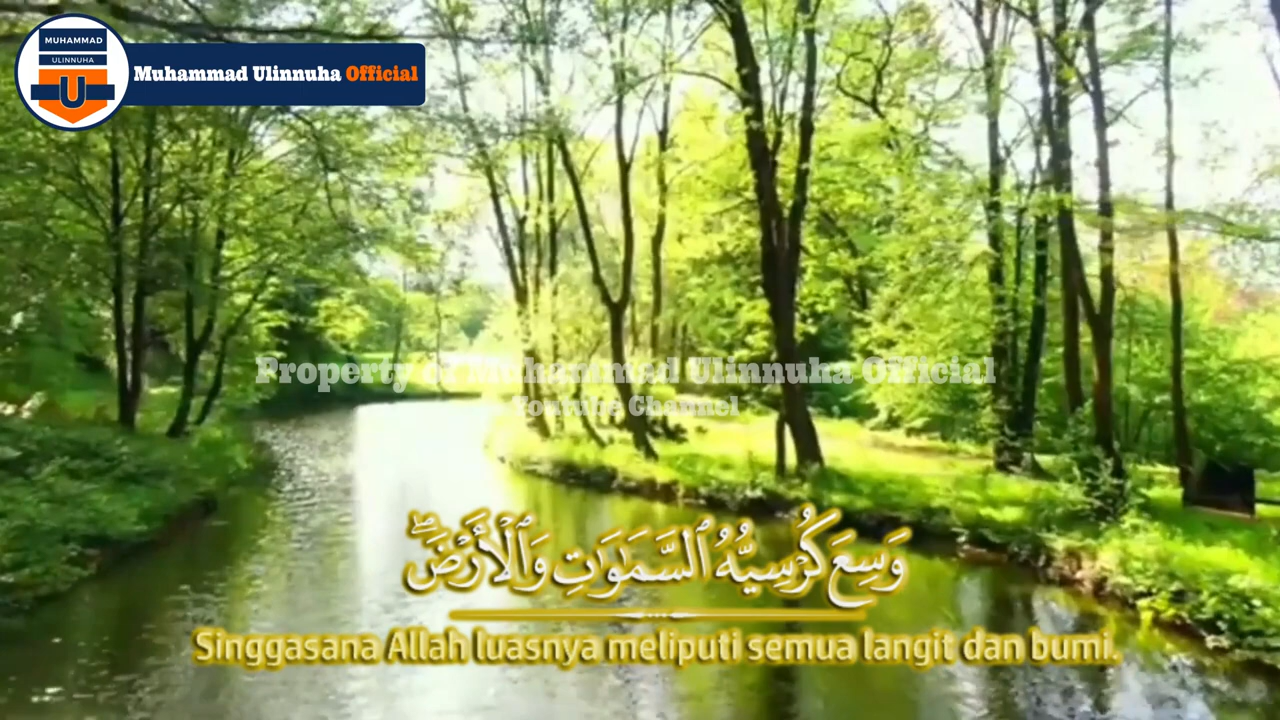 MUHAMMAD
ULINNUHA
U
Muhammad Ulinnuha Official
Property of Muhammad Ulinnuha Official
Youtube Channel
وَسِعَ كُرْسِيُّهُ ٱلسَّمَٰوَٰتِ وَٱلْأَرْضَ ۖ
Singgasana Allah luasnya meliputi semua langit dan bumi.